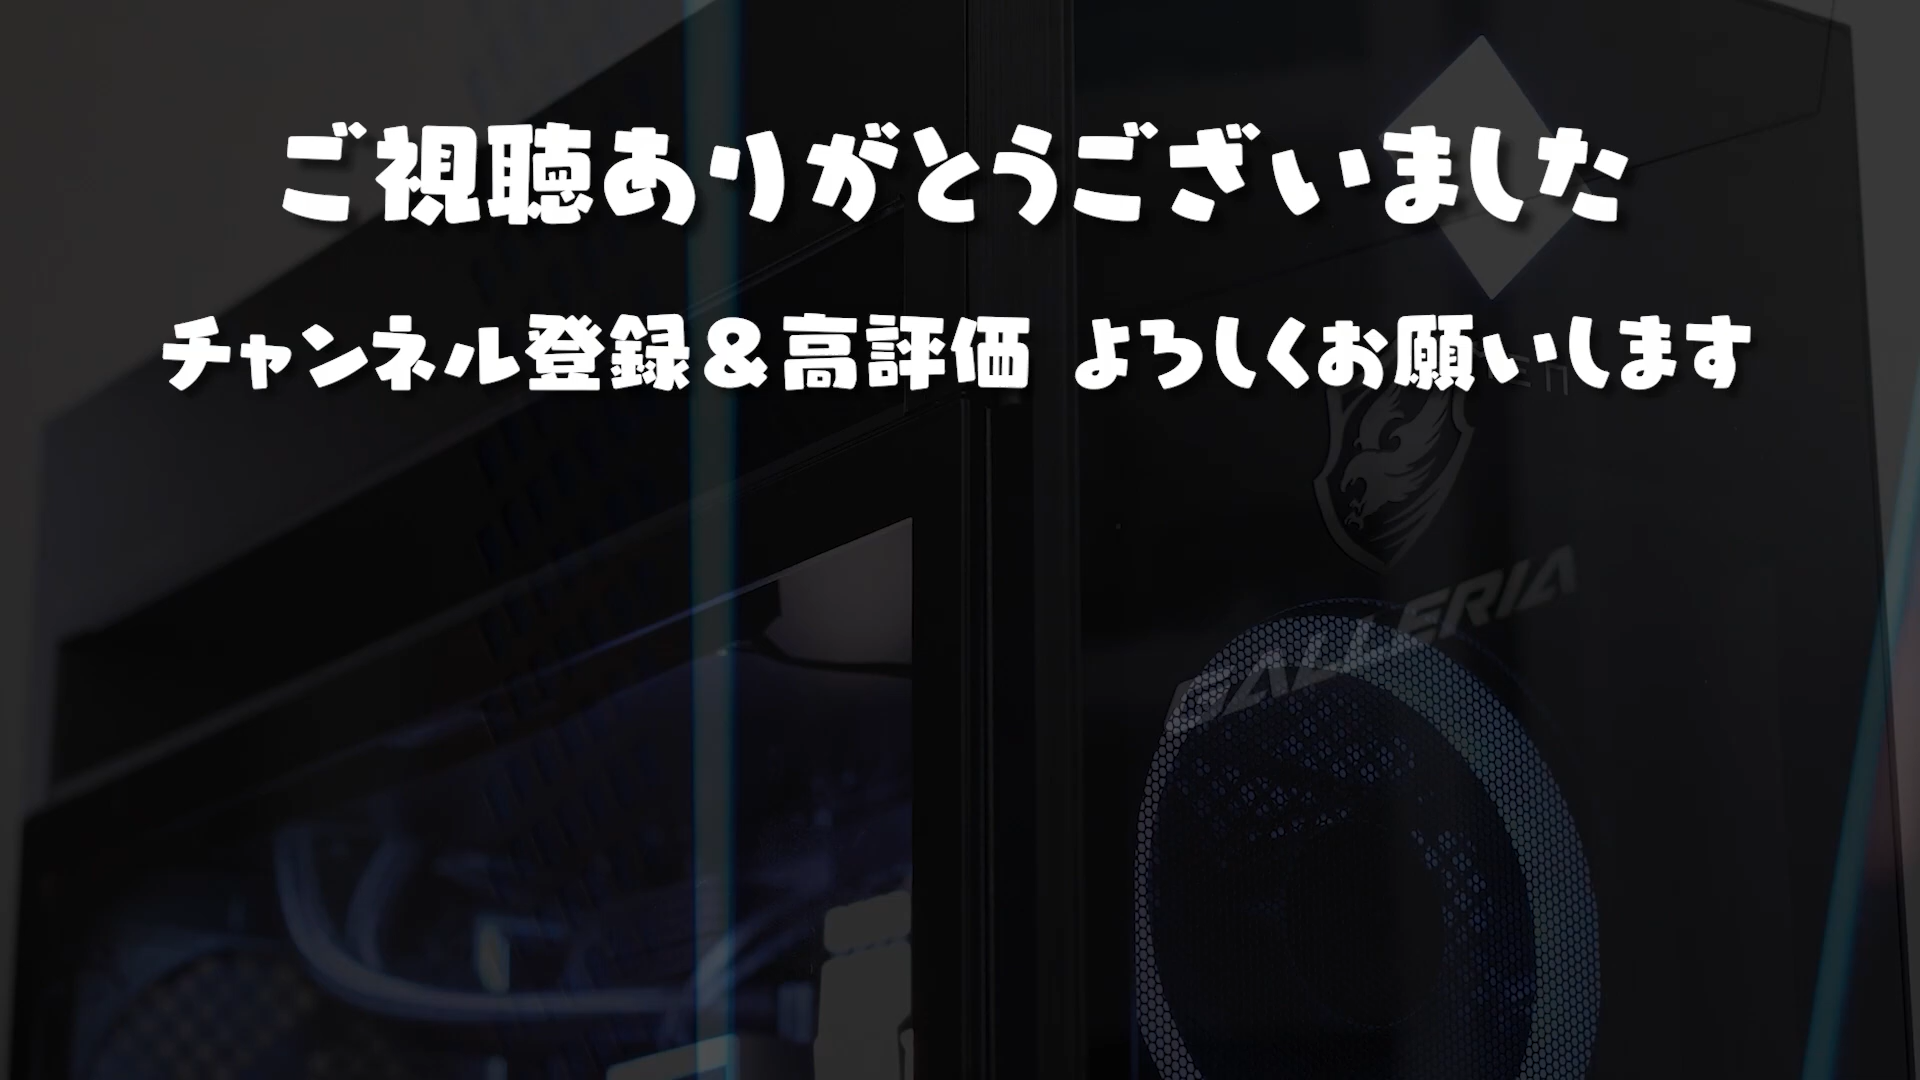 ご視聴ありがとうございました
チャンネル登録＆高評価 よろしくお願いします
GALLERIA